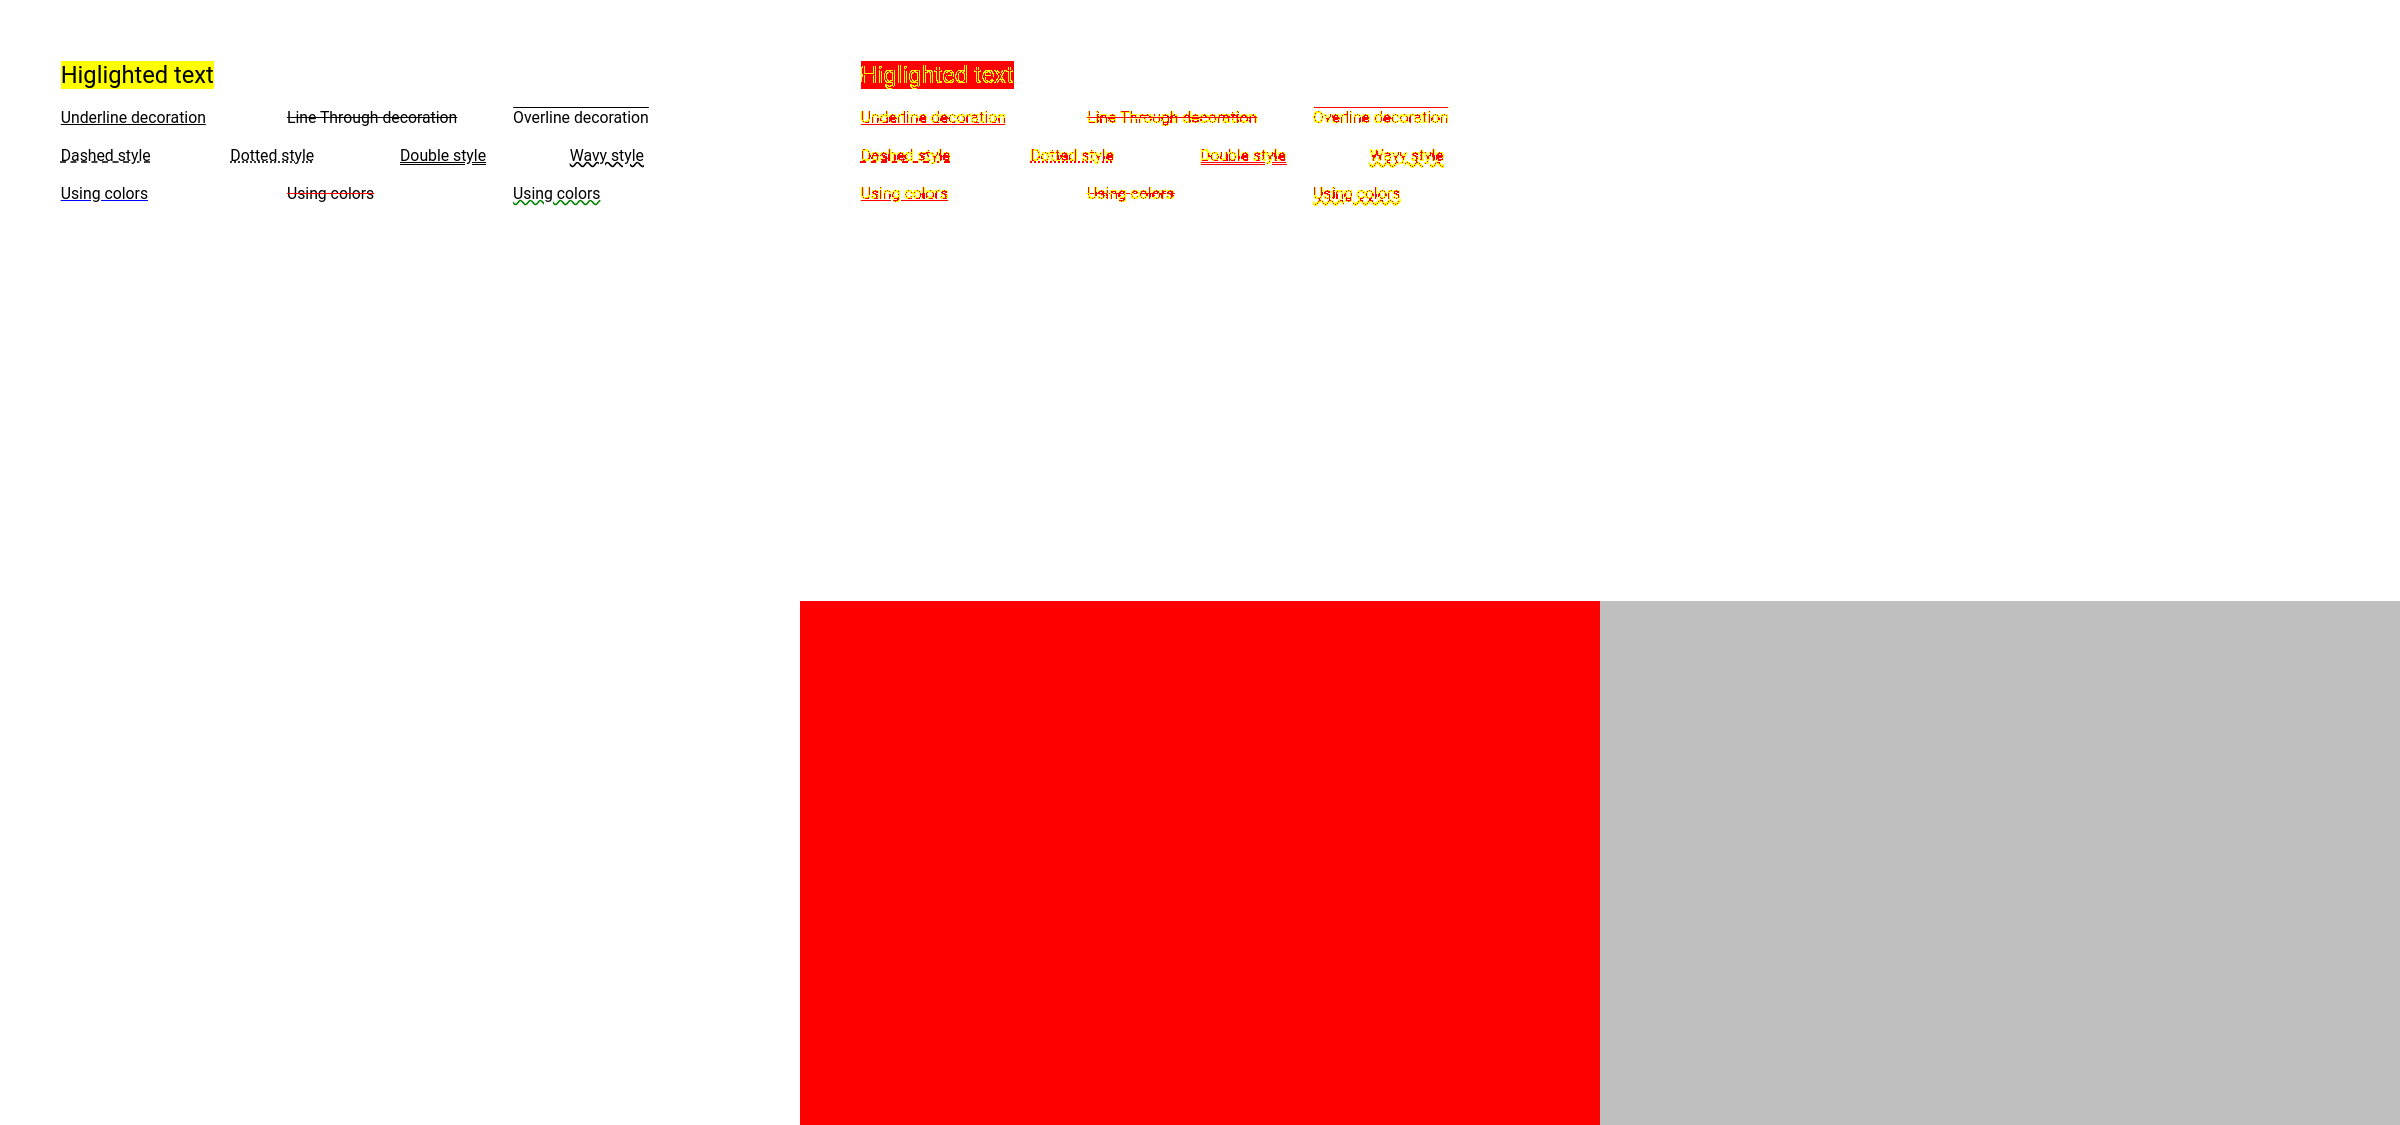 Higlighted text Higlighted text
Underline decoration Line Through decoration Overline decoration Underline decoration Line Through decoration Overline decoration
Dashed style Dotted style Double style Wavy style Dashed style Dotted style Double style Wavy style
Using colors Using colors Using colors Using colors Using colors Using colors